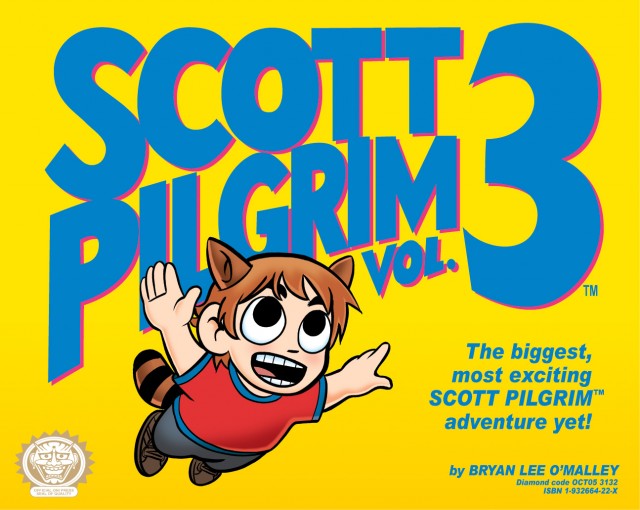 SCOTT
PILGRIM
VOL. 3
TM
The biggest,
most exciting
SCOTT PILGRIM™
adventure yet!
by BRYAN LEE O'MALLEY
Diamond code OCT05 3132
ISBN 1-932664-22-X